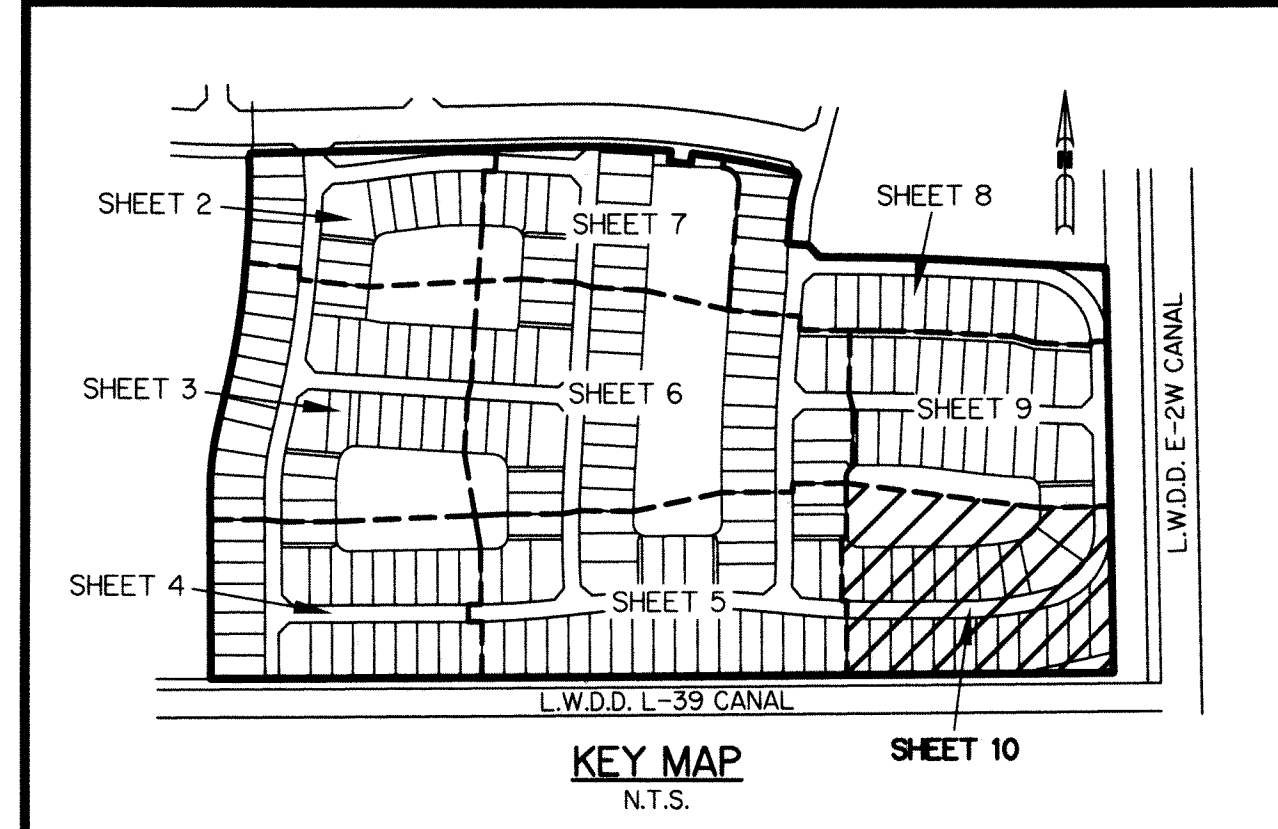 SHEET 2
SHEET 7
SHEET 8
SHEET 3
SHEET 6
SHEET 9
L.W.D.D. E-2W CANAL
SHEET 4
SHEET 5
L.W.D.D. L-39 CANAL
SHEET 10
KEY MAP
N.T.S.